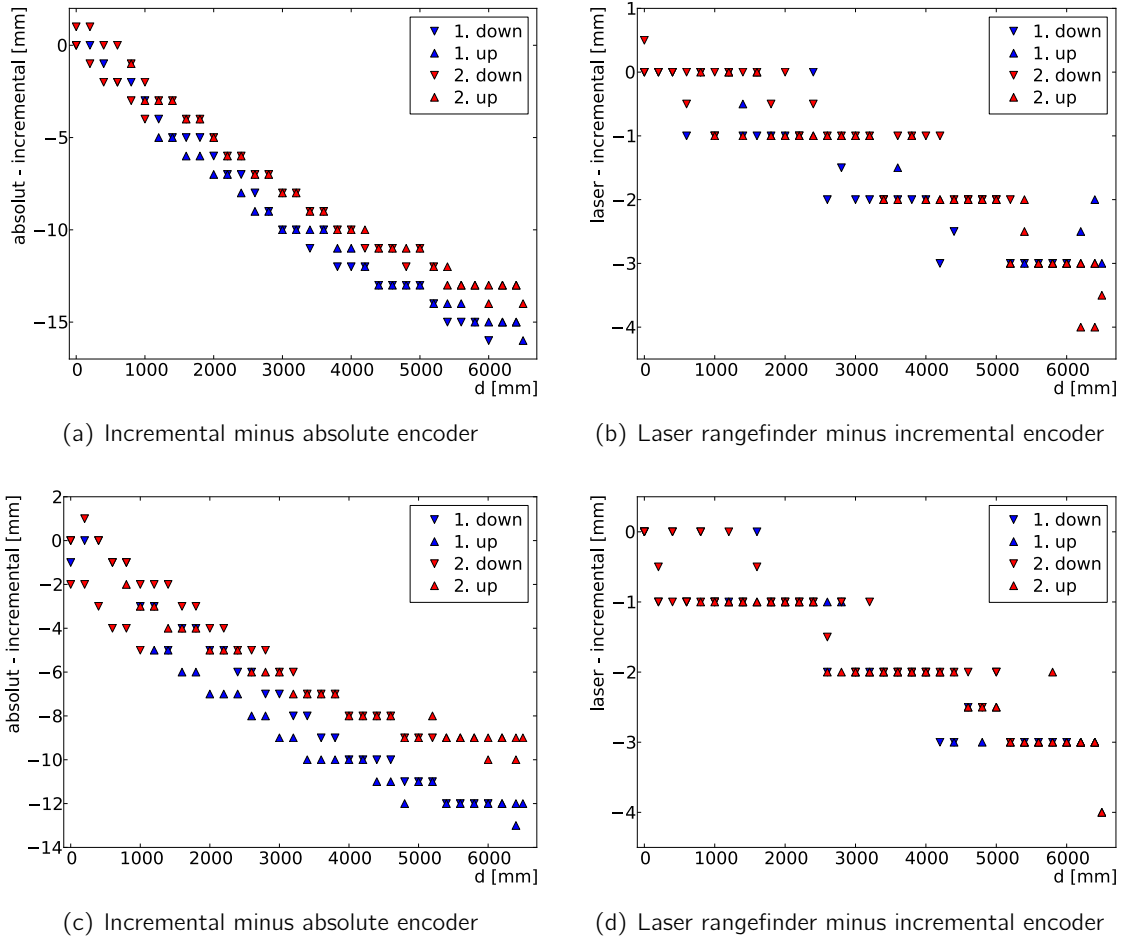 absolut - incremental [mm]
0
−5
−10
−15
0 1000 2000 3000 4000 5000 6000
d [mm]
1. down
1. up
2. down
2. up
(a) Incremental minus absolute encoder
laser - incremental [mm]
1
0
−1
−2
−3
−4
0 1000 2000 3000 4000 5000 6000
d [mm]
1. down
1. up
2. down
2. up
(b) Laser rangefinder minus incremental encoder
absolut - incremental [mm]
2
0
−2
−4
−6
−8
−10
−12
−14
0 1000 2000 3000 4000 5000 6000
d [mm]
1. down
1. up
2. down
2. up
(c) Incremental minus absolute encoder
laser - incremental [mm]
0
−1
−2
−3
−4
0 1000 2000 3000 4000 5000 6000
d [mm]
1. down
1. up
2. down
2. up
(d) Laser rangefinder minus incremental encoder